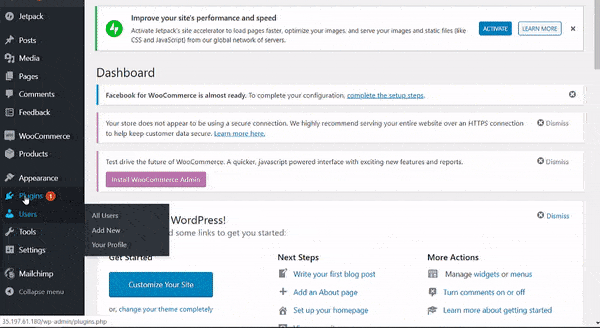 Jetpack
Posts
Media
Pages
Comments
Feedback
WooCommerce
Products
Appearance
Plugins 1
Users
Tools
Settings
Mailchimp
Collapse menu
All Users
Add New
Your Profile
Improve your site's performance and speed
Activate Jetpack's site accelerator to load pages faster, optimize your images, and serve your images and static files (like
CSS and JavaScript) from our global network of servers.
ACTIVATE
LEARN MORE
Dashboard
Facebook for WooCommerce is almost ready. To complete your configuration, complete the setup steps.
Your store does not appear to be using a secure connection. We highly recommend serving your entire website over an HTTPS connection
to help keep customer data secure. Learn more here.
Dismiss
Test drive the future of WooCommerce. A quicker, javascript powered interface with exciting new features and reports.
Dismiss
Install WooCommerce Admin
WordPress!
Dismiss
some links to get you started:
Get Started
Customize Your Site
or, change your theme completely
Next Steps
Write your first blog post
Add an About page
Set up your homepage
More Actions
Manage widgets or menus
Turn comments on or off
Learn more about getting started
35.197.61.180/wp-admin/plugins.php